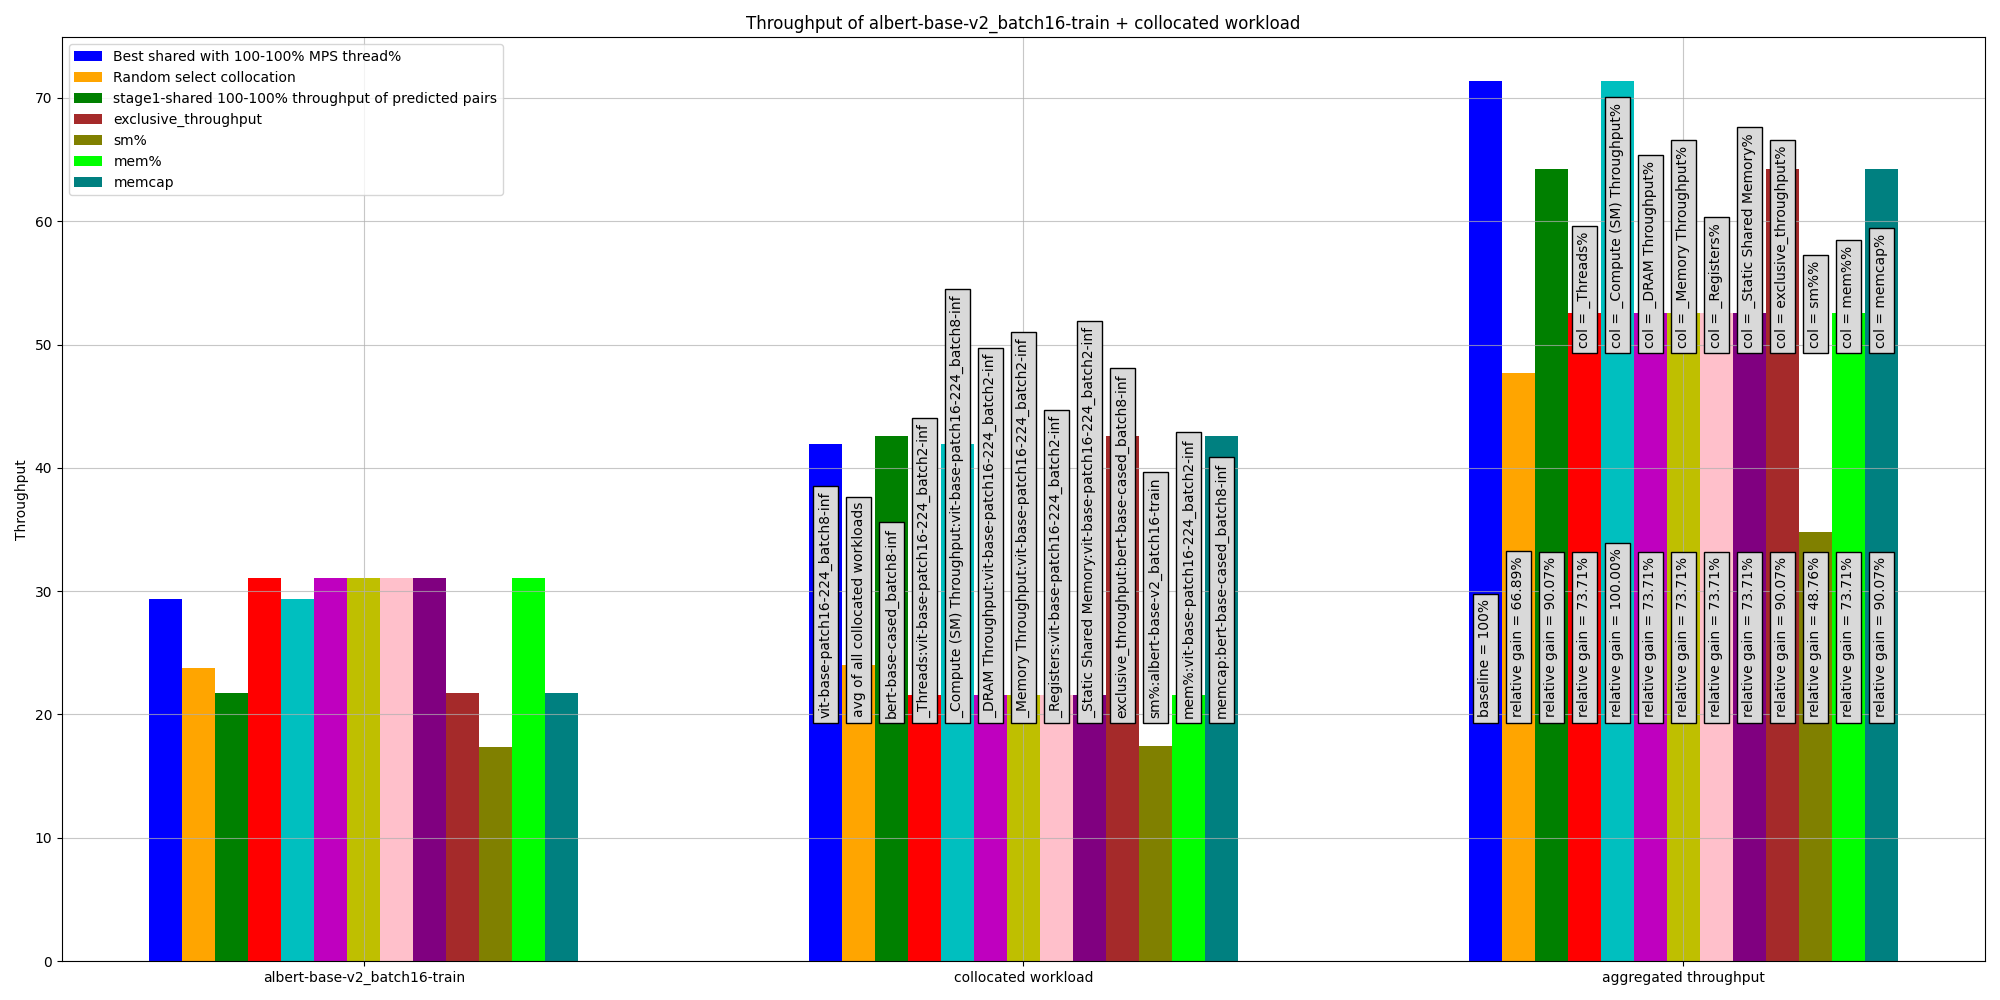 Throughput of albert-base-v2_batch16-train + collocated workload
Best shared with 100-100% MPS thread%
Random select collocation
stage1-shared 100-100% throughput of predicted pairs
exclusive_throughput
sm%
mem%
memcap
Throughput
70
60
50
40
30
20
10
0
vit-base-patch16-224_batch8-inf
avg of all collocated workloads
bert-base-cased_batch8-inf
_Threads:vit-base-patch16-224_batch2-inf
_Compute (SM) Throughput:vit-base-patch16-224_batch8-inf
_DRAM Throughput:vit-base-patch16-224_batch2-inf
_Memory Throughput:vit-base-patch16-224_batch2-inf
_Registers:vit-base-patch16-224_batch2-inf
_Static Shared Memory:vit-base-patch16-224_batch2-inf
exclusive_throughput:bert-base-cased_batch8-inf
sm%:albert-base-v2_batch16-train
mem%:vit-base-patch16-224_batch2-inf
memcap:bert-base-cased_batch8-inf
col = _Threads%
col = _Compute (SM) Throughput%
col = _DRAM Throughput%
col = _Memory Throughput%
col = _Registers%
col = _Static Shared Memory%
col = exclusive_throughput%
col = sm%%
col = mem%%
col = memcap%
baseline = 100%
relative gain = 66.89%
relative gain = 90.07%
relative gain = 73.71%
relative gain = 100.00%
relative gain = 73.71%
relative gain = 73.71%
relative gain = 73.71%
relative gain = 73.71%
relative gain = 90.07%
relative gain = 48.76%
relative gain = 73.71%
relative gain = 90.07%
albert-base-v2_batch16-train
collocated workload
aggregated throughput